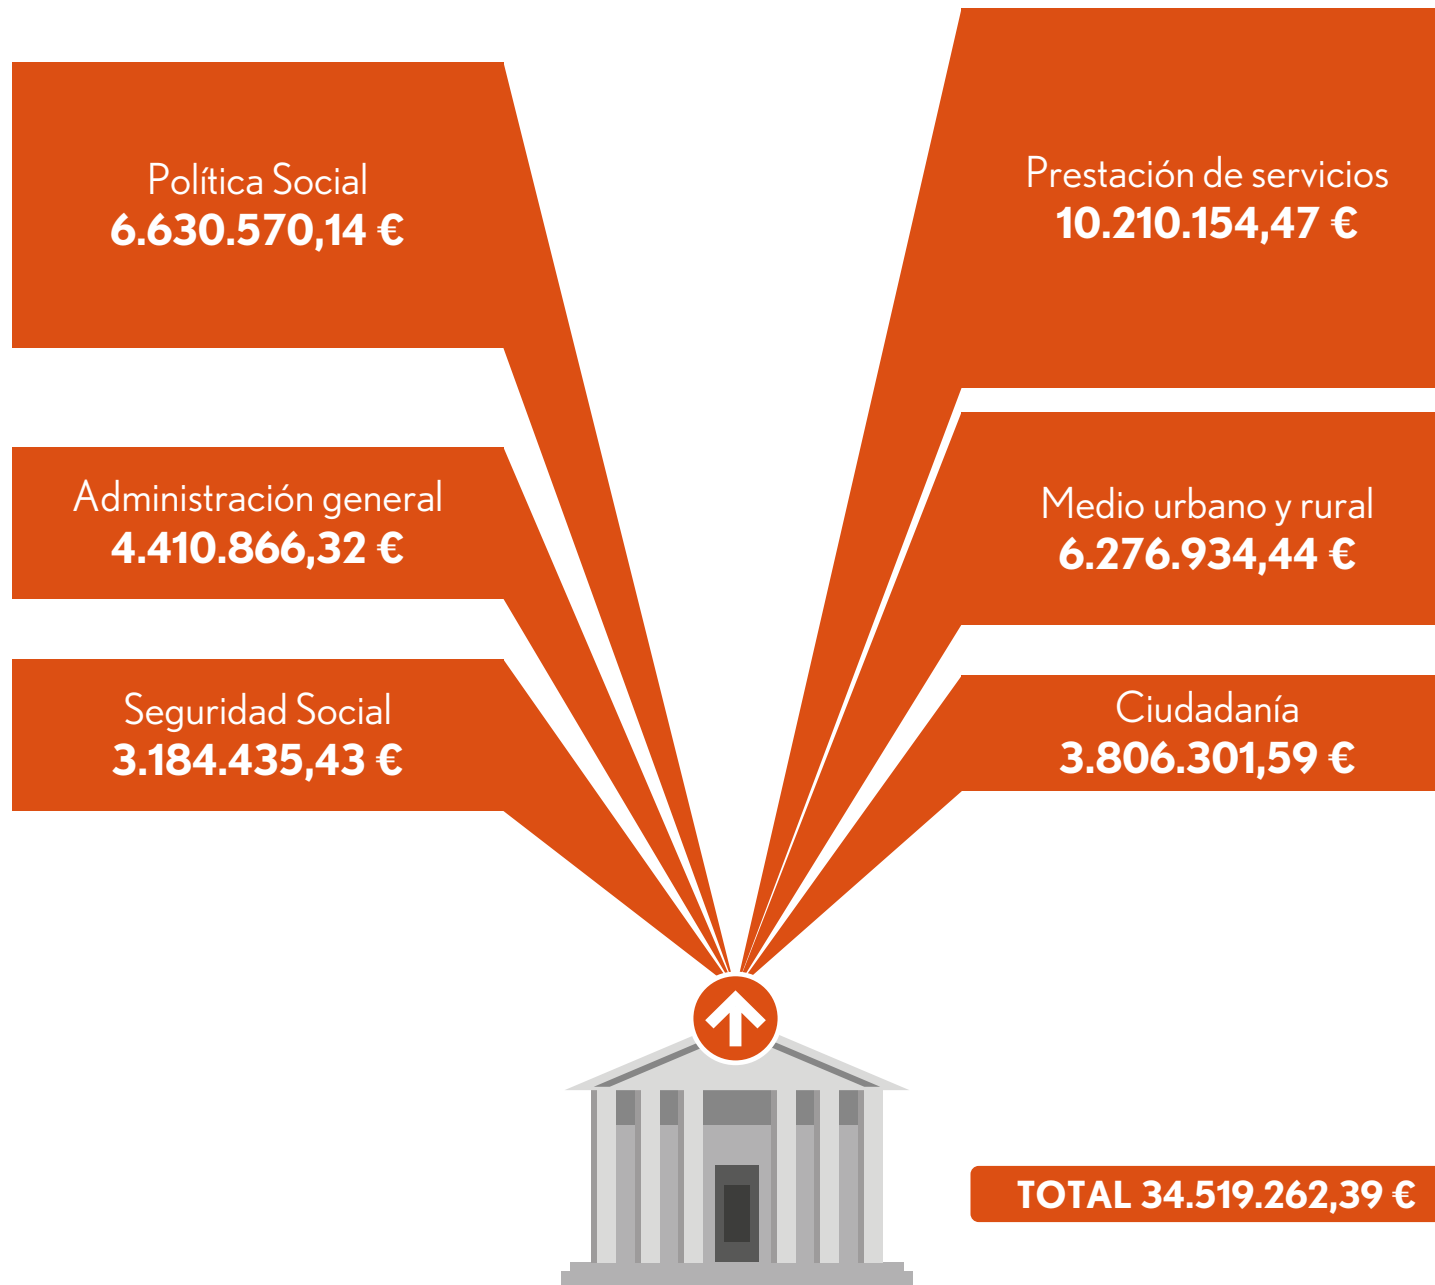 Política Social
6.630.570,14 €
Administración general
4.410.866,32 €
Seguridad Social
3.184.435,43 €
Prestación de servicios
10.210.154,47 €
Medio urbano y rural
6.276.934,44 €
Ciudadanía
3.806.301,59 €
TOTAL 34.519.262,39 €